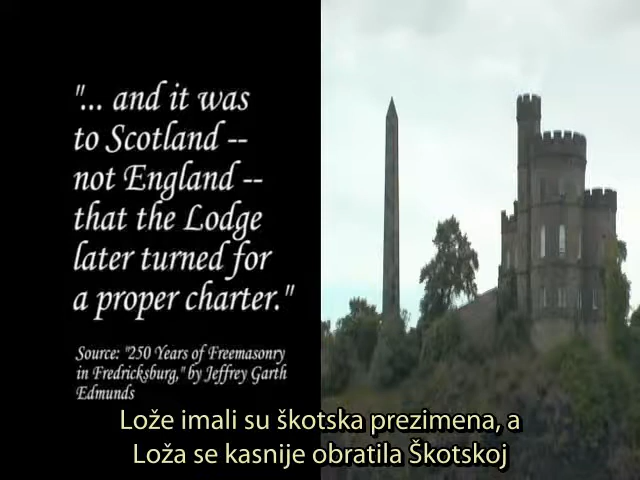 "... and it was
to Scotland --
not England --
that the Lodge
later turned for
a proper charter."
Source: "250 Years of Freemasonry
in Fredricksburg," by Jeffrey Garth
Edmunds
Lože imali su škotska prezimena, a
Loža se kasnije obratila Škotskoj